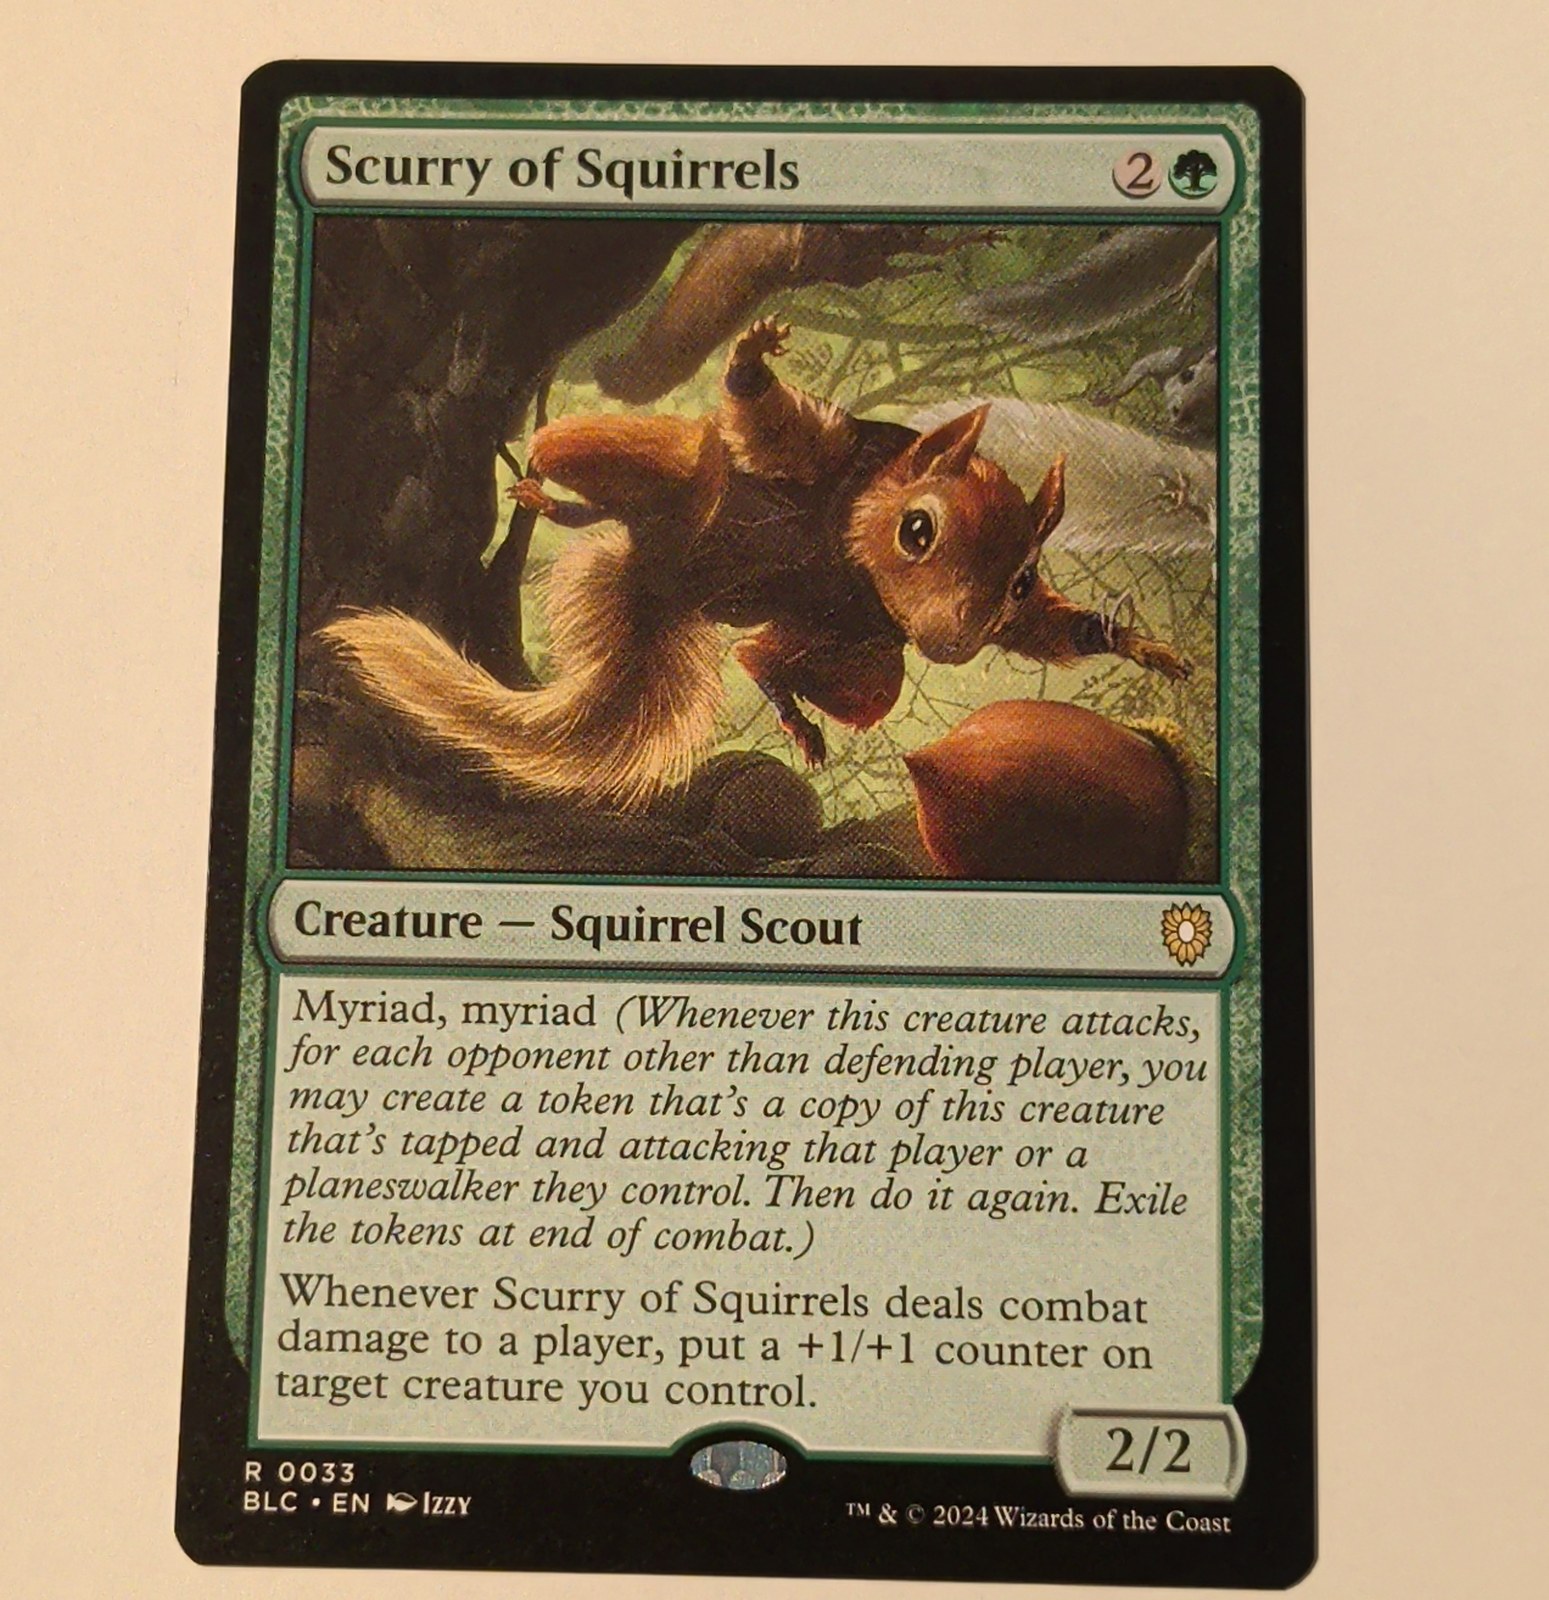 Scurry of Squirrels 2
Creature — Squirrel Scout
Myriad, myriad (Whenever this creature attacks,
for each opponent other than defending player, you
may create a token that's a copy of this creature
that's tapped and attacking that player or a
planeswalker they control. Then do it again. Exile
the tokens at end of combat.)
Whenever Scurry of Squirrels deals combat
damage to a player, put a +1/+1 counter on
target creature you control.
2/2
R 0033
BLC • EN Izzy
™ & © 2024 Wizards of the Coast